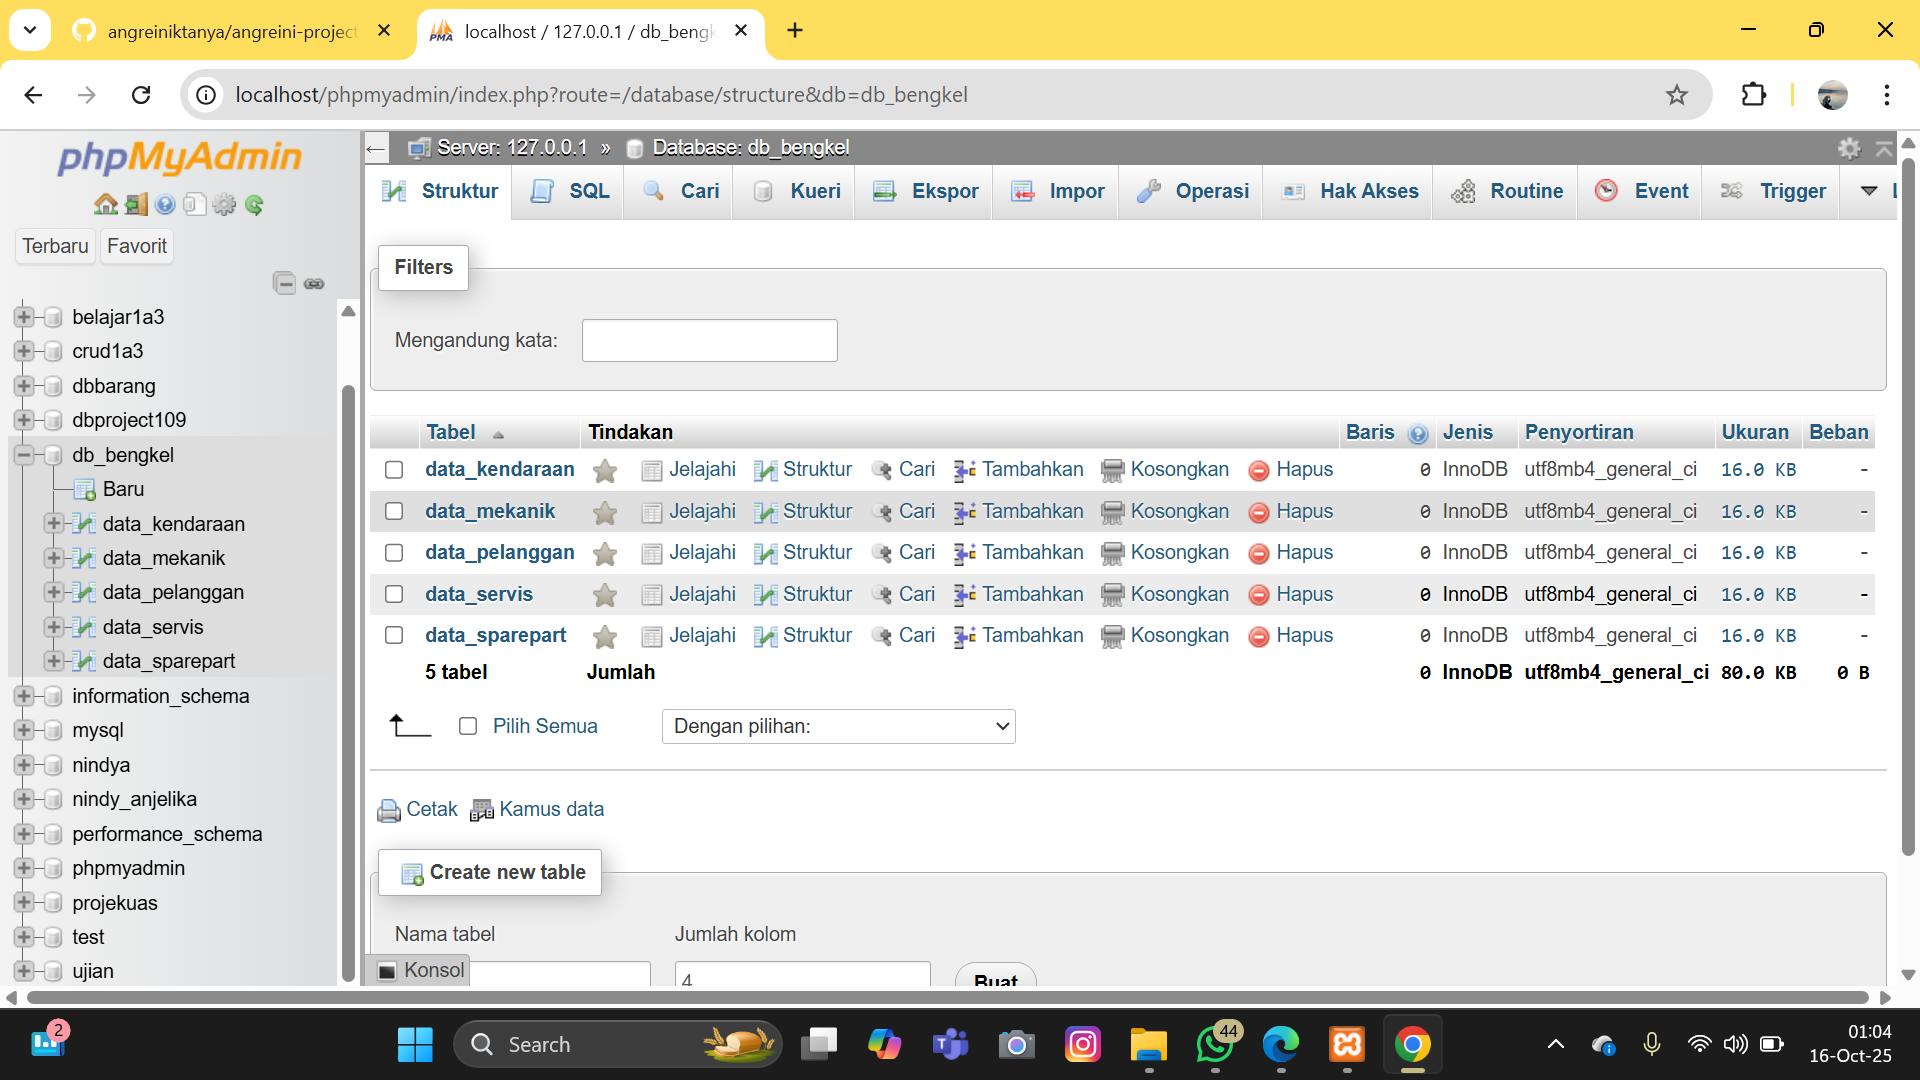 angreiniktanya/angreini-project
localhost / 127.0.0.1 / db_bengk
localhost/phpmyadmin/index.php?route=/database/structure&db=db_bengkel
phpMyAdmin
Terbaru Favorit
belajar1a3
crud1a3
dbbarang
dbproject109
db_bengkel
Baru
data_kendaraan
data_mekanik
data_pelanggan
data_servis
data_sparepart
information_schema
mysql
nindya
nindy_anjelika
performance_schema
phpmyadmin
projekuas
test
ujian
Server: 127.0.0.1 » Database: db_bengkel
Struktur SQL Cari Kueri Ekspor Impor Operasi Hak Akses Routine Event Trigger
Filters
Mengandung kata:
Tabel Tindakan Baris Jenis Penyortiran Ukuran Beban
data_kendaraan Jelajahi Struktur Cari Tambahkan Kosongkan Hapus 0 InnoDB utf8mb4_general_ci 16.0 KB -
data_mekanik Jelajahi Struktur Cari Tambahkan Kosongkan Hapus 0 InnoDB utf8mb4_general_ci 16.0 KB -
data_pelanggan Jelajahi Struktur Cari Tambahkan Kosongkan Hapus 0 InnoDB utf8mb4_general_ci 16.0 KB -
data_servis Jelajahi Struktur Cari Tambahkan Kosongkan Hapus 0 InnoDB utf8mb4_general_ci 16.0 KB -
data_sparepart Jelajahi Struktur Cari Tambahkan Kosongkan Hapus 0 InnoDB utf8mb4_general_ci 16.0 KB -
5 tabel Jumlah 0 InnoDB utf8mb4_general_ci 80.0 KB 0 B
Pilih Semua Dengan pilihan:
Cetak Kamus data
Create new table
Nama tabel Jumlah kolom
Konsol 4 Buat
2
Search
44
01:04
16-Oct-25